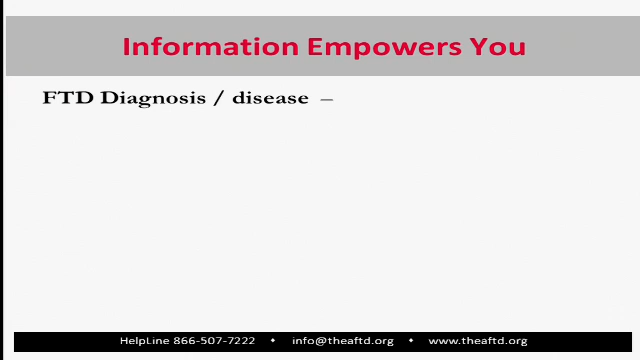 Information Empowers You
FTD Diagnosis / disease –
HelpLine 866-507-7222 • info@theaftd.org • www.theaftd.org